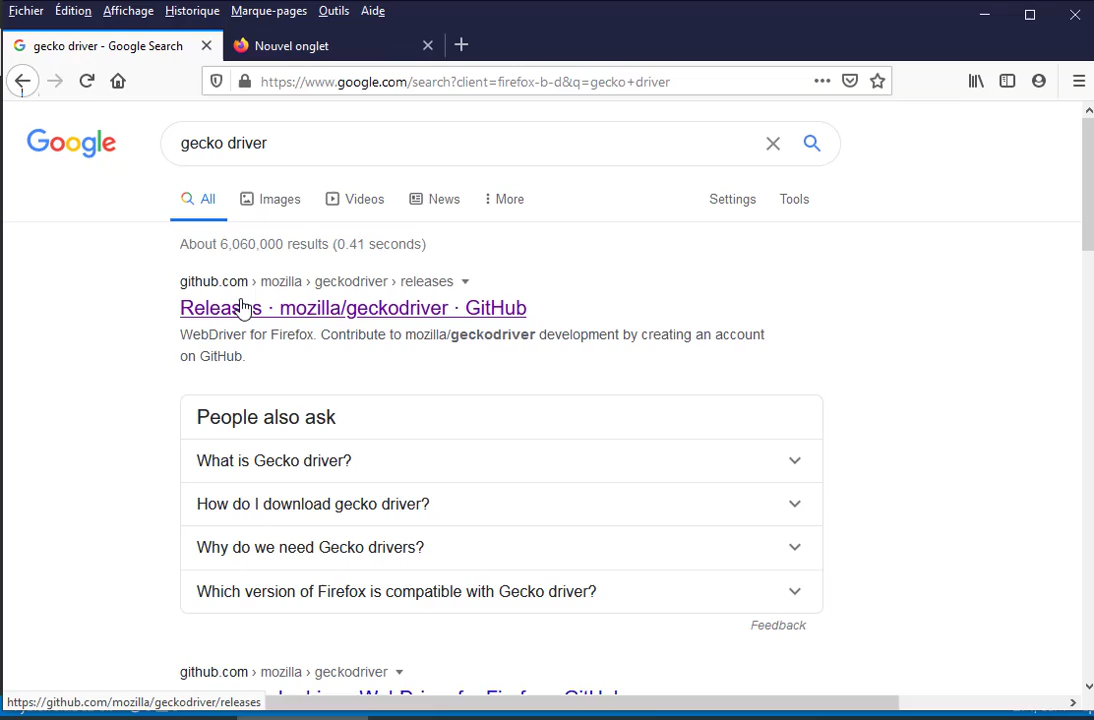 Fichier Édition Affichage Historique Marque-pages Outils Aide
gecko driver - Google Search Nouvel onglet
https://www.google.com/search?client=firefox-b-d&q=gecko+driver
Google gecko driver
All Images Videos News More Settings Tools
About 6,060,000 results (0.41 seconds)
github.com › mozilla › geckodriver › releases
Releases · mozilla/geckodriver · GitHub
WebDriver for Firefox. Contribute to mozilla/geckodriver development by creating an account
on GitHub.
People also ask
What is Gecko driver?
How do I download gecko driver?
Why do we need Gecko drivers?
Which version of Firefox is compatible with Gecko driver?
Feedback
github.com › mozilla › geckodriver
https://github.com/mozilla/geckodriver/releases